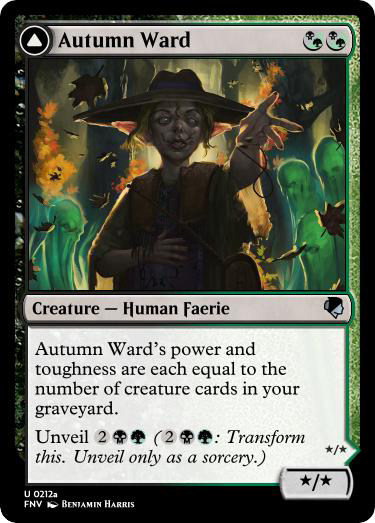 Autumn Ward
Creature — Human Faerie
Autumn Ward's power and
toughness are each equal to the
number of creature cards in your
graveyard.
Unveil 2 (2: Transform
this. Unveil only as a sorcery.)
*/*
*/*
U 0212a
FNV Benjamin Harris